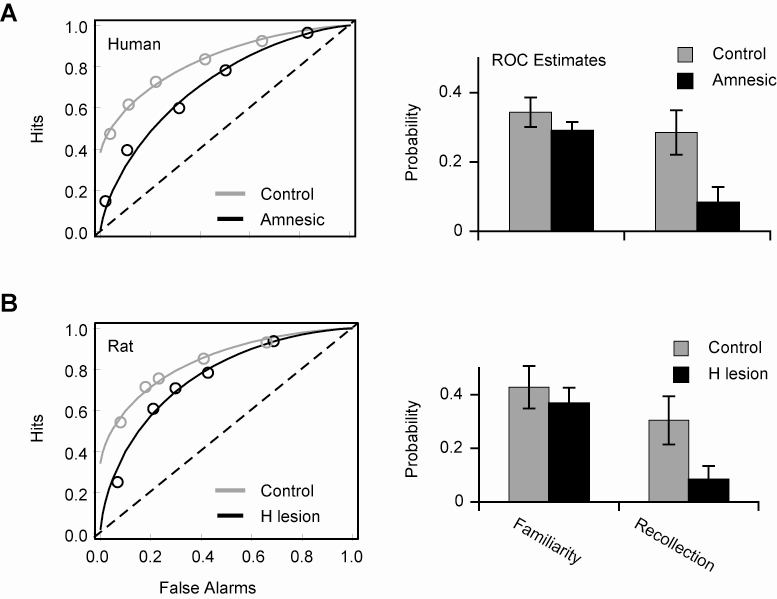 A
Human
Hits
1.0
0.8
0.6
0.4
0.2
0.0
Control
Amnesic
ROC Estimates
Control
Amnesic
Probability
0.4
0.2
0
B
Rat
Hits
1.0
0.8
0.6
0.4
0.2
0.0
Control
H lesion
0.0 0.2 0.4 0.6 0.8 1.0
False Alarms
Control
H lesion
Probability
0.4
0.2
0
Familiarity
Recollection